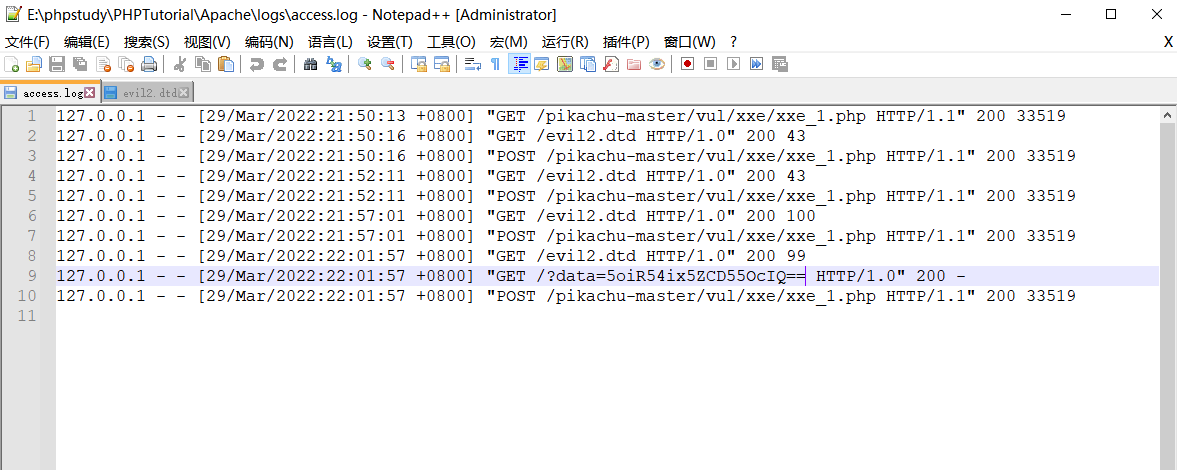 E:\phpstudy\PHPTutorial\Apache\logs\access.log - Notepad++ [Administrator]
文件(F) 编辑(E) 搜索(S) 视图(V) 编码(N) 语言(L) 设置(T) 工具(O) 宏(M) 运行(R) 插件(P) 窗口(W) ? X
access.log evil2.dtd
1 127.0.0.1 - - [29/Mar/2022:21:50:13 +0800] "GET /pikachu-master/vul/xxe/xxe_1.php HTTP/1.1" 200 33519
2 127.0.0.1 - - [29/Mar/2022:21:50:16 +0800] "GET /evil2.dtd HTTP/1.0" 200 43
3 127.0.0.1 - - [29/Mar/2022:21:50:16 +0800] "POST /pikachu-master/vul/xxe/xxe_1.php HTTP/1.1" 200 33519
4 127.0.0.1 - - [29/Mar/2022:21:52:11 +0800] "GET /evil2.dtd HTTP/1.0" 200 43
5 127.0.0.1 - - [29/Mar/2022:21:52:11 +0800] "POST /pikachu-master/vul/xxe/xxe_1.php HTTP/1.1" 200 33519
6 127.0.0.1 - - [29/Mar/2022:21:57:01 +0800] "GET /evil2.dtd HTTP/1.0" 200 100
7 127.0.0.1 - - [29/Mar/2022:21:57:01 +0800] "POST /pikachu-master/vul/xxe/xxe_1.php HTTP/1.1" 200 33519
8 127.0.0.1 - - [29/Mar/2022:22:01:57 +0800] "GET /evil2.dtd HTTP/1.0" 200 99
9 127.0.0.1 - - [29/Mar/2022:22:01:57 +0800] "GET /?data=5oiR54ix5ZCD55OcIQ== HTTP/1.0" 200 -
10 127.0.0.1 - - [29/Mar/2022:22:01:57 +0800] "POST /pikachu-master/vul/xxe/xxe_1.php HTTP/1.1" 200 33519
11